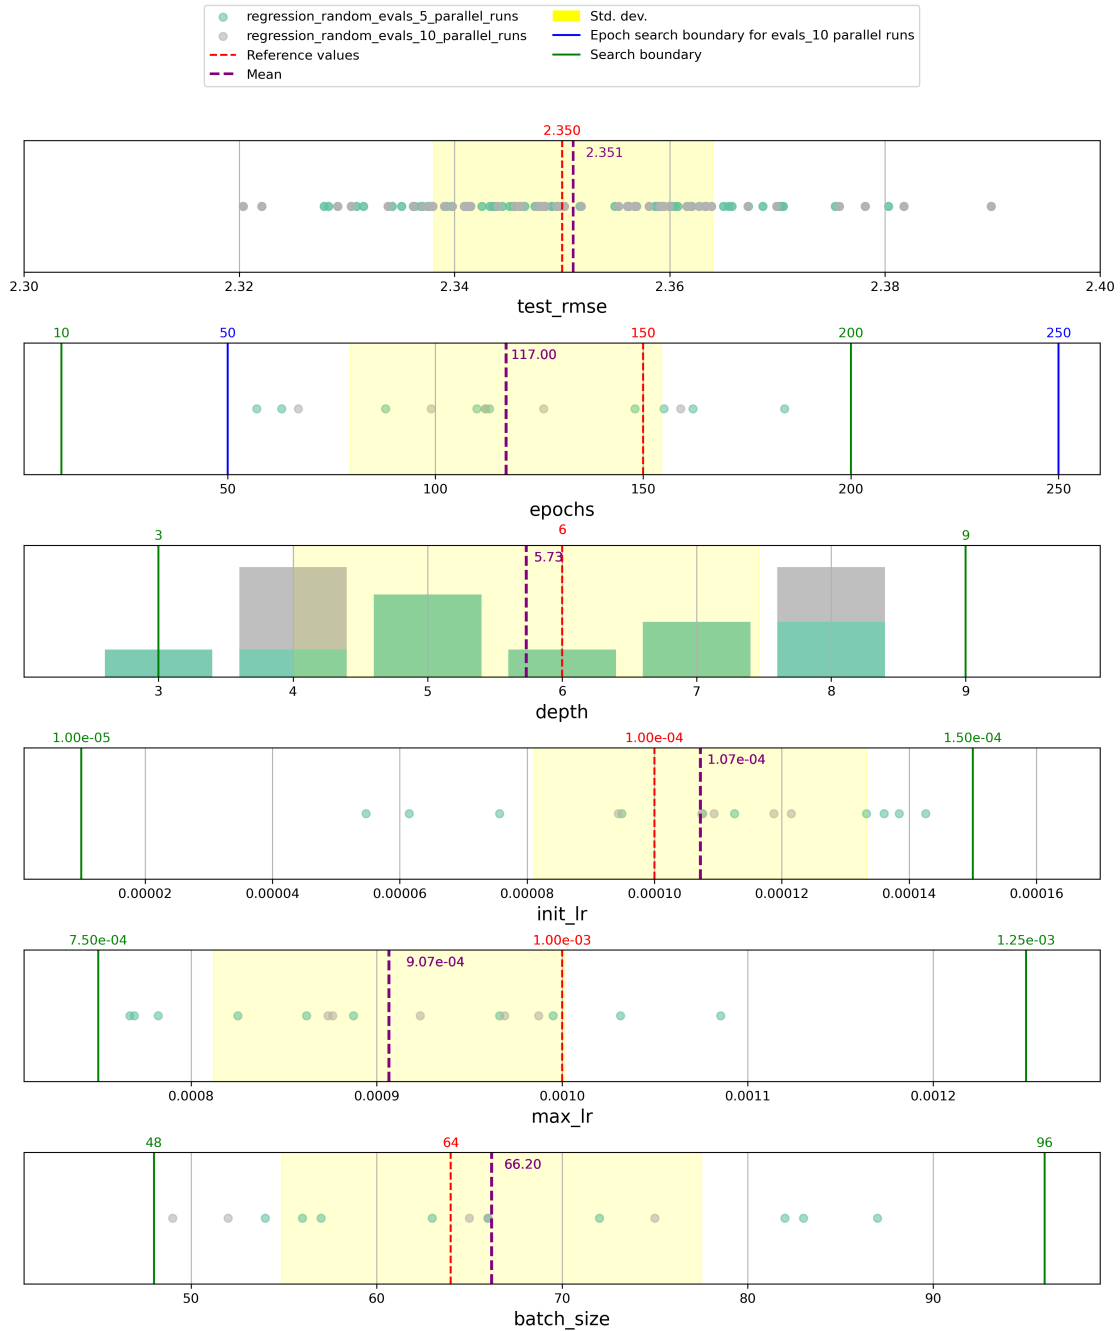 regression_random_evals_5_parallel_runs
regression_random_evals_10_parallel_runs
Reference values
Mean
Std. dev.
Epoch search boundary for evals_10 parallel runs
Search boundary
2.350
2.351
2.30 2.32 2.34 2.36 2.38 2.40
test_rmse
10 50 150 200 250
117.00
50 100 150 200 250
epochs
3 6 9
5.73
3 4 5 6 7 8 9
depth
1.00e-05 1.00e-04 1.50e-04
1.07e-04
0.00002 0.00004 0.00006 0.00008 0.00010 0.00012 0.00014 0.00016
init_lr
7.50e-04 1.00e-03 1.25e-03
9.07e-04
0.0008 0.0009 0.0010 0.0011 0.0012
max_lr
48 64 96
66.20
50 60 70 80 90
batch_size